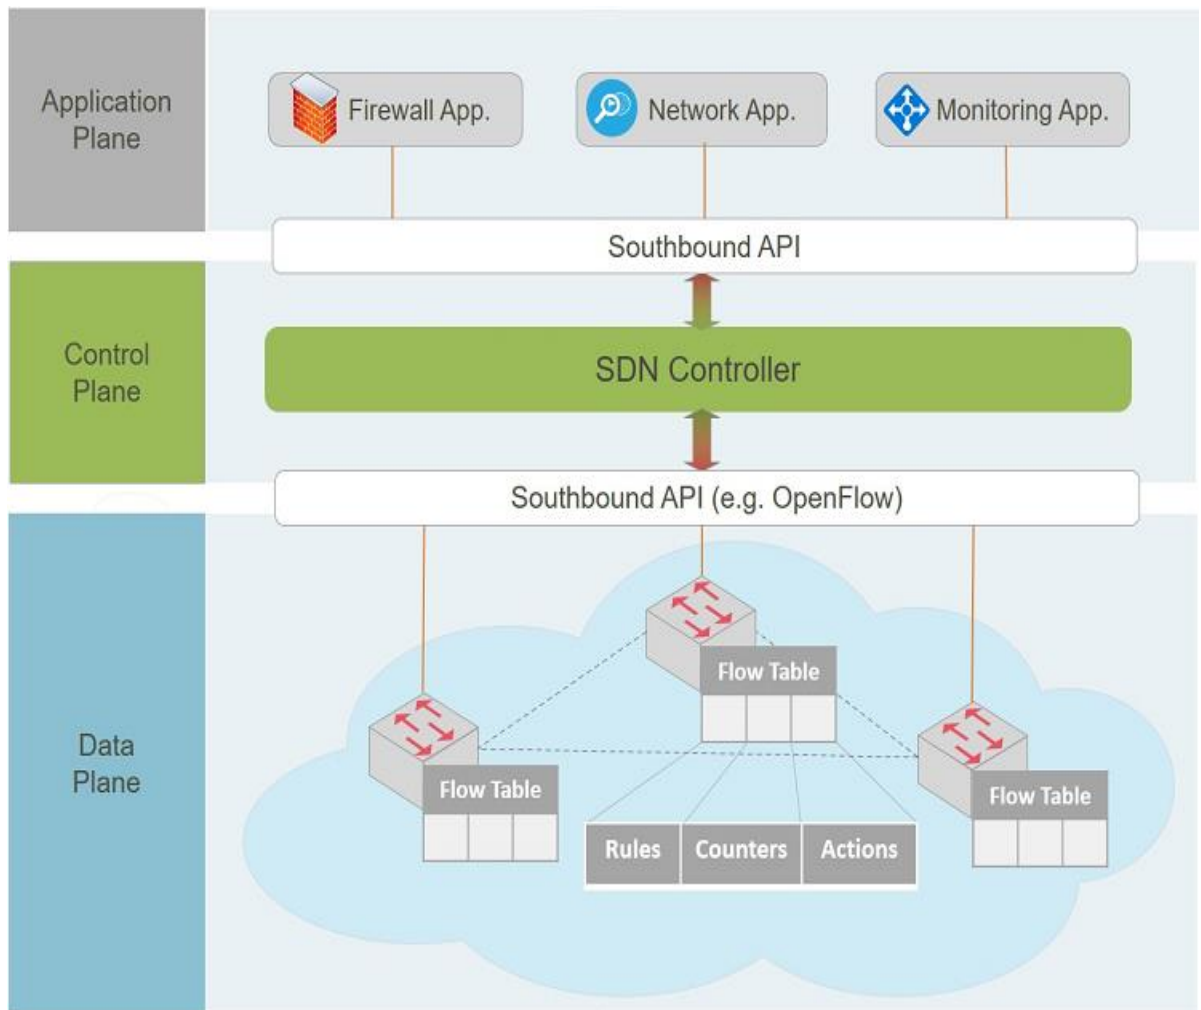 Application
Plane
Firewall App.
Network App.
Monitoring App.
Southbound API
Control
Plane
SDN Controller
Southbound API (e.g. OpenFlow)
Data
Plane
Flow Table
Flow Table
Flow Table
Rules
Counters
Actions